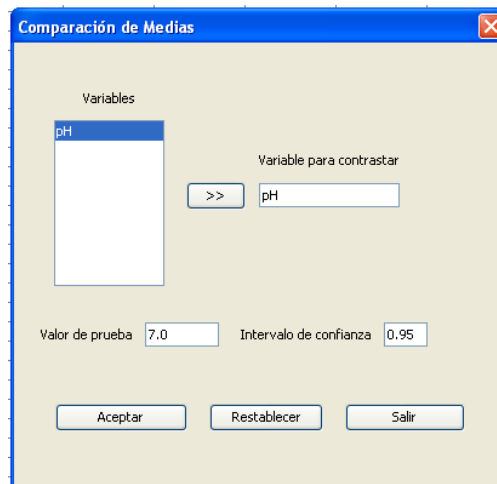 Comparación de Medias
Variables
pH
Variable para contrastar
>>
pH
Valor de prueba 7.0 Intervalo de confianza 0.95
Aceptar Restablecer Salir